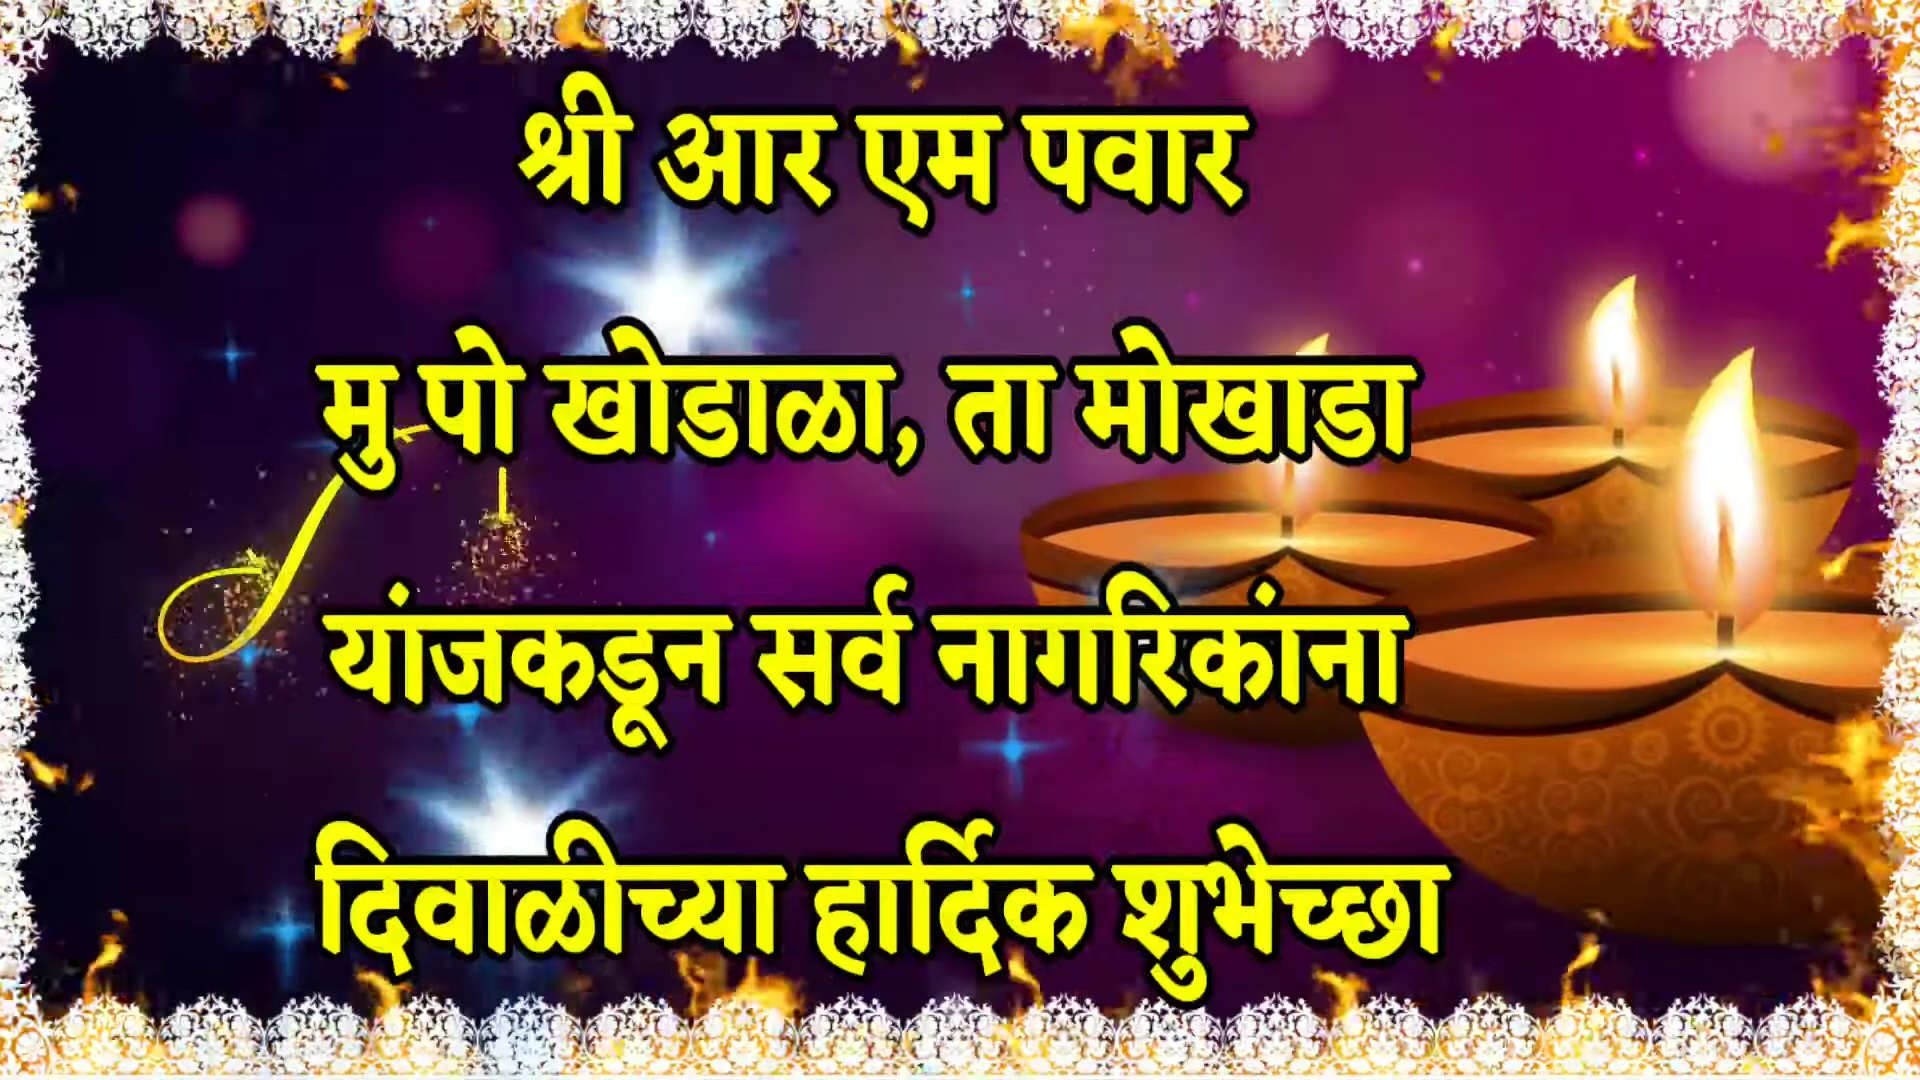 श्री आर एम पवार
मु पो खोडाळा, ता मोखाडा
यांजकडून सर्व नागरिकांना
दिवाळीच्या हार्दिक शुभेच्छा